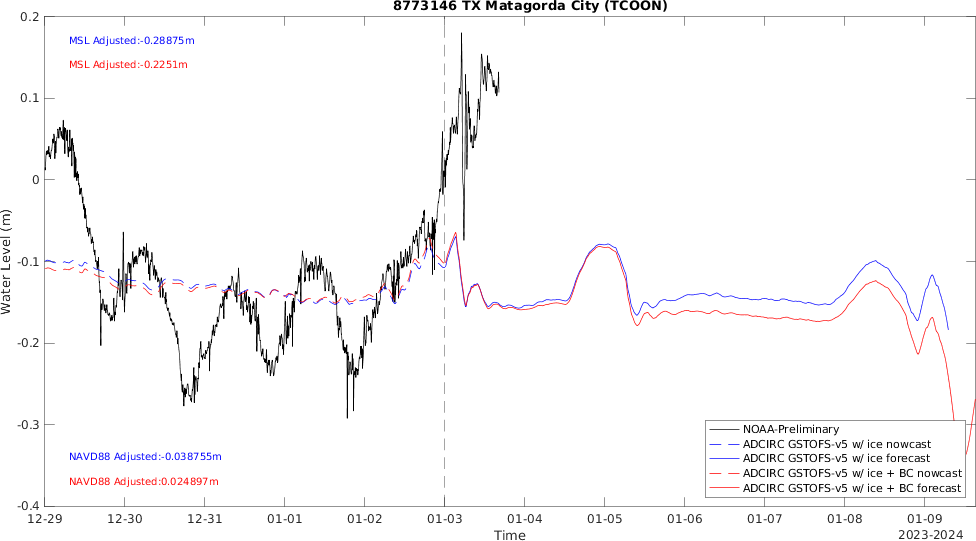 8773146 TX Matagorda City (TCOON)
0.2
0.1
0
-0.1
-0.2
-0.3
-0.4
Water Level (m)
MSL Adjusted:-0.28875m
MSL Adjusted:-0.2251m
NAVD88 Adjusted:-0.038755m
NAVD88 Adjusted:0.024897m
NOAA-Preliminary
ADCIRC GSTOFS-v5 w/ ice nowcast
ADCIRC GSTOFS-v5 w/ ice forecast
ADCIRC GSTOFS-v5 w/ ice + BC nowcast
ADCIRC GSTOFS-v5 w/ ice + BC forecast
12-29 12-30 12-31 01-01 01-02 01-03 01-04 01-05 01-06 01-07 01-08 01-09
Time
2023-2024